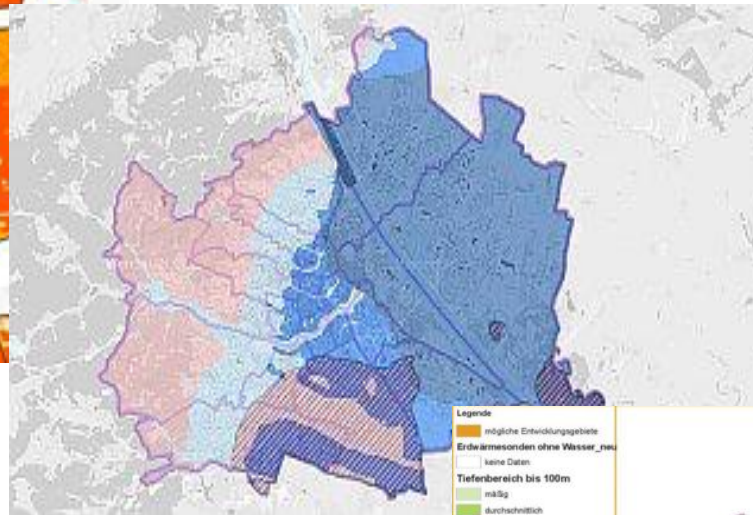 Legende
mögliche Entwicklungsgebiete
Erdwärmesonden ohne Wasser_neu
keine Daten
Tiefenbereich bis 100m
mäßig
durchschnittlich